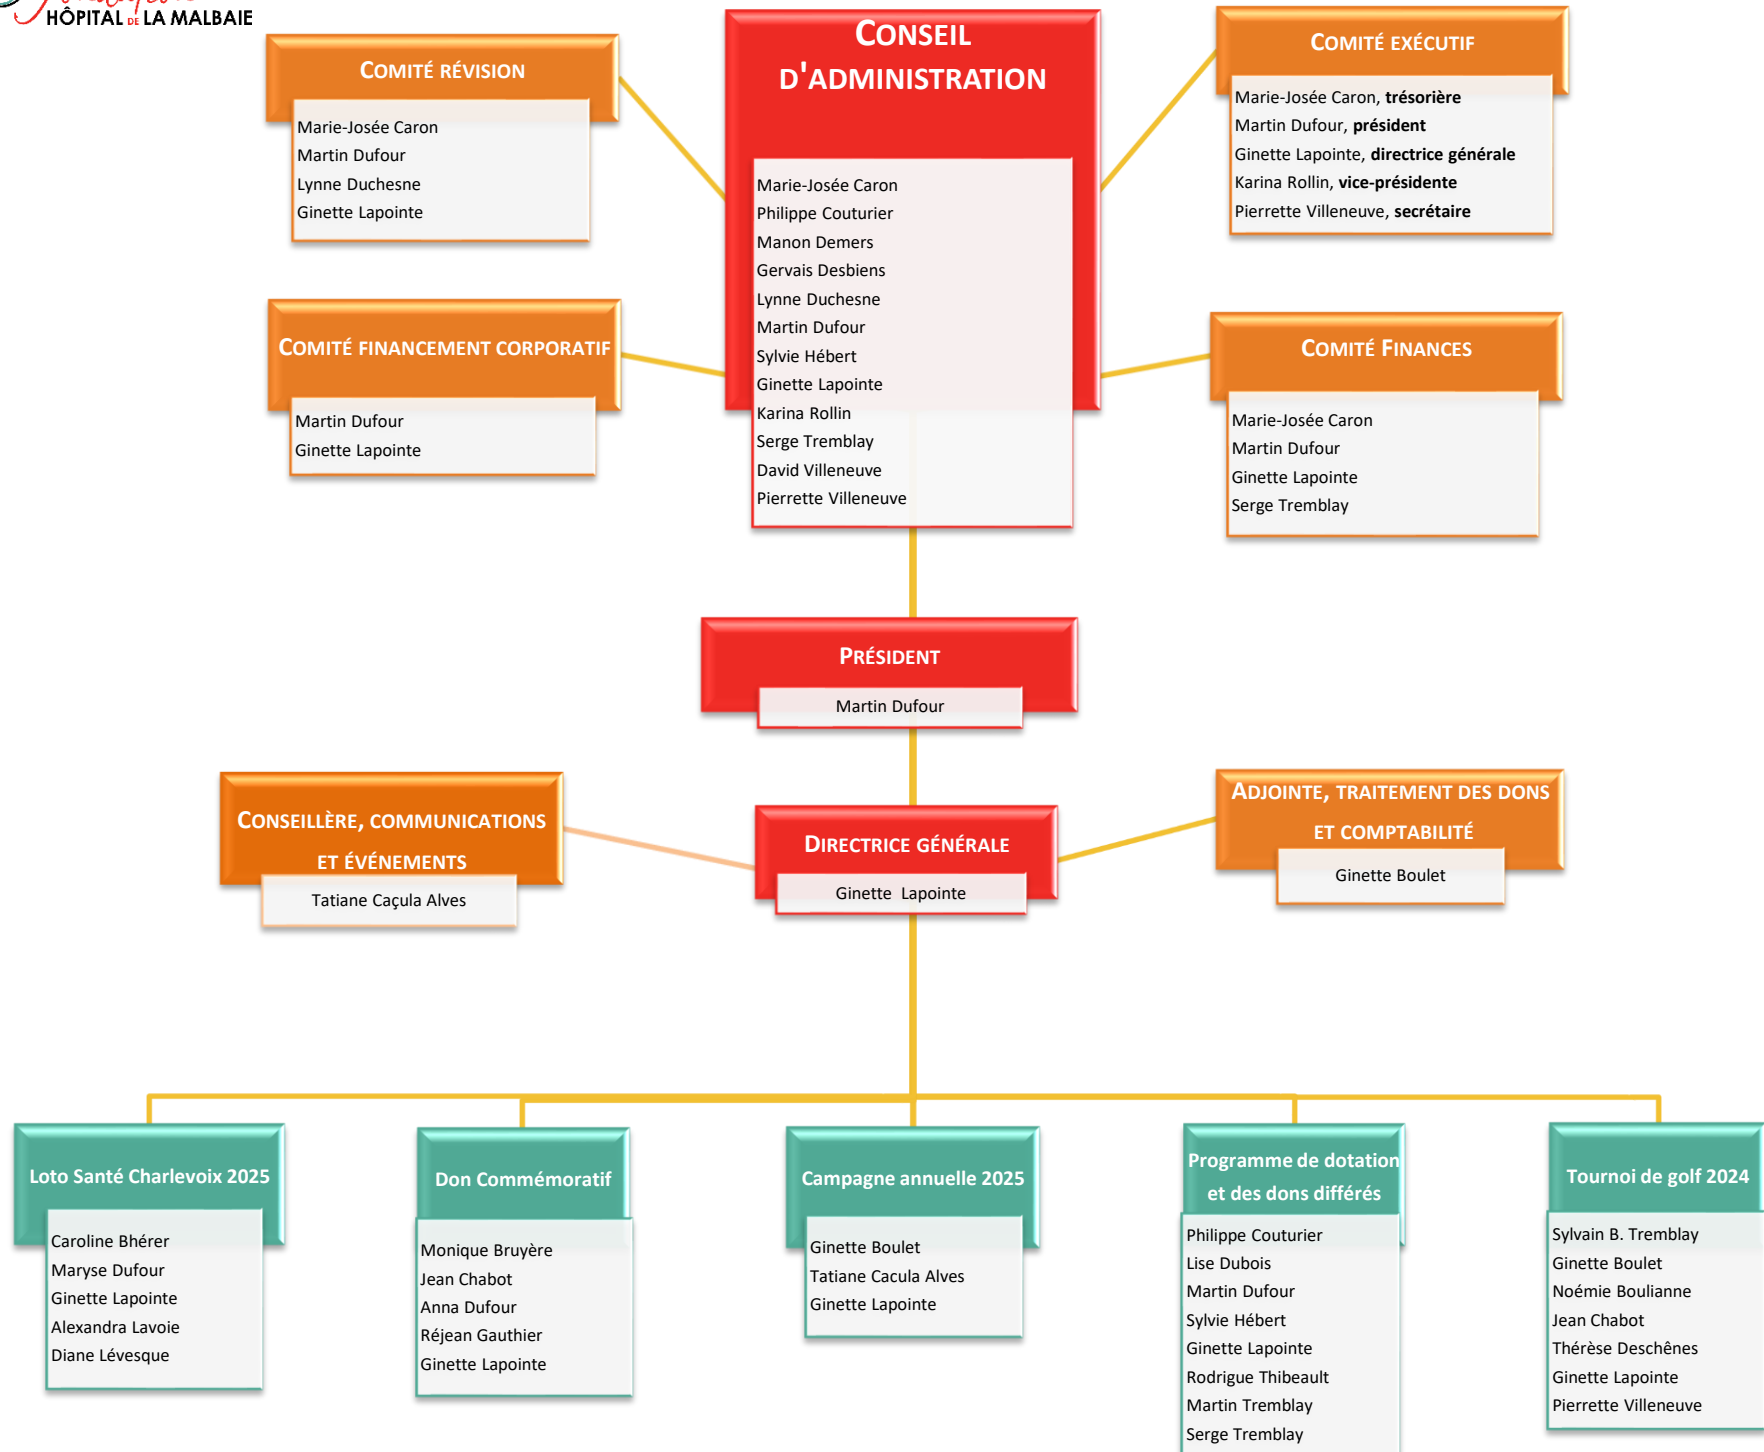 HÔPITAL DE LA MALBAIE
COMITÉ RÉVISION
Marie-Josée Caron
Martin Dufour
Lynne Duchesne
Ginette Lapointe
CONSEIL
D'ADMINISTRATION
Marie-Josée Caron
Philippe Couturier
Manon Demers
Gervais Desbiens
Lynne Duchesne
Martin Dufour
Sylvie Hébert
Ginette Lapointe
Karina Rollin
Serge Tremblay
David Villeneuve
Pierrette Villeneuve
COMITÉ EXÉCUTIF
Marie-Josée Caron, trésorière
Martin Dufour, président
Ginette Lapointe, directrice générale
Karina Rollin, vice-présidente
Pierrette Villeneuve, secrétaire
COMITÉ FINANCEMENT CORPORATIF
Martin Dufour
Ginette Lapointe
COMITÉ FINANCES
Marie-Josée Caron
Martin Dufour
Ginette Lapointe
Serge Tremblay
PRÉSIDENT
Martin Dufour
CONSEILLÈRE, COMMUNICATIONS
ET ÉVÉNEMENTS
Tatiane Caçula Alves
DIRECTRICE GÉNÉRALE
Ginette Lapointe
ADJOINTE, TRAITEMENT DES DONS
ET COMPTABILITÉ
Ginette Boulet
Loto Santé Charlevoix 2025
Caroline Bhérer
Maryse Dufour
Ginette Lapointe
Alexandra Lavoie
Diane Lévesque
Don Commémoratif
Monique Bruyère
Jean Chabot
Anna Dufour
Réjean Gauthier
Ginette Lapointe
Campagne annuelle 2025
Ginette Boulet
Tatiane Cacula Alves
Ginette Lapointe
Programme de dotation
et des dons différés
Philippe Couturier
Lise Dubois
Martin Dufour
Sylvie Hébert
Ginette Lapointe
Rodrigue Thibeault
Martin Tremblay
Serge Tremblay
Tournoi de golf 2024
Sylvain B. Tremblay
Ginette Boulet
Noémie Boulianne
Jean Chabot
Thérèse Deschênes
Ginette Lapointe
Pierrette Villeneuve